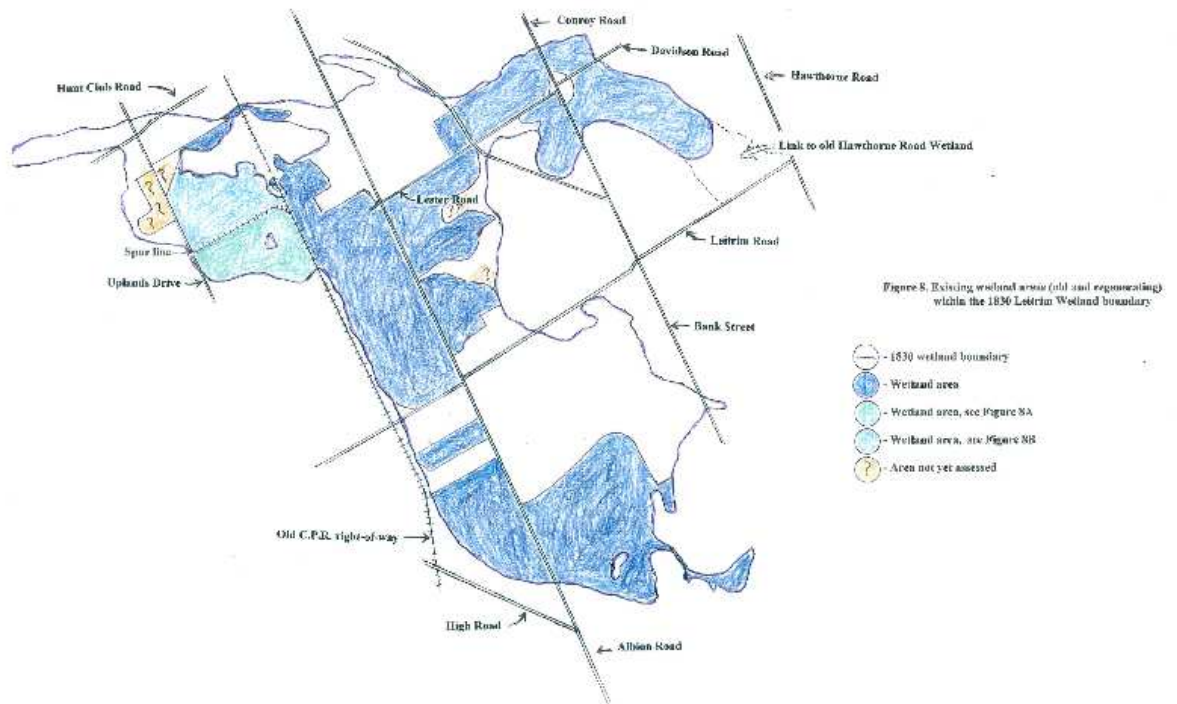 Conroy Road
Davidson Road
Hawthorne Road
Hunt Club Road
Link to old Hawthorne Road Wetland
Lester Road
Leitrim Road
Spur line
Uplands Drive
Bank Street
Old C.P.R. right-of-way
High Road
Albion Road
? ?
? ?
?
?
Figure 8. Existing wetland areas (old and regenerating)
within the 1830 Leitrim Wetland boundary
- 1830 wetland boundary
- Wetland area
- Wetland area, see Figure 8A
- Wetland area, see Figure 8B
? - Area not yet assessed